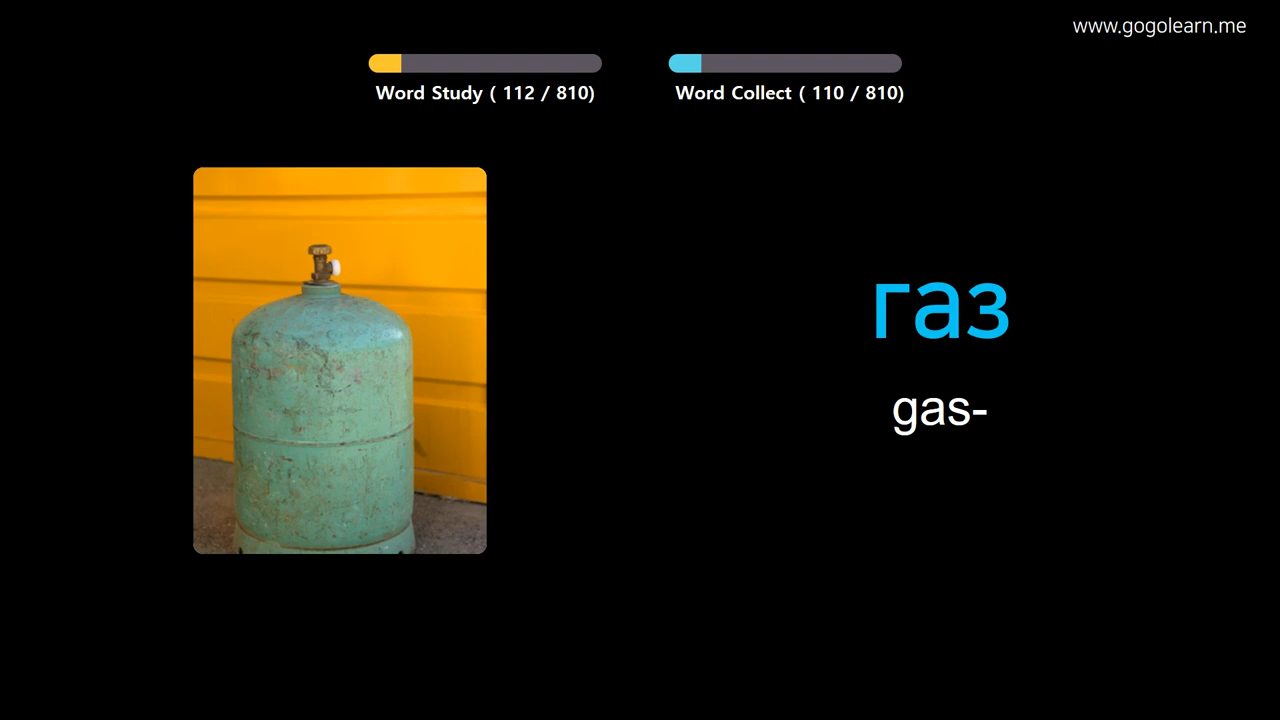 www.gogolearn.me
Word Study ( 112 / 810)
Word Collect ( 110 / 810)
газ
gas-